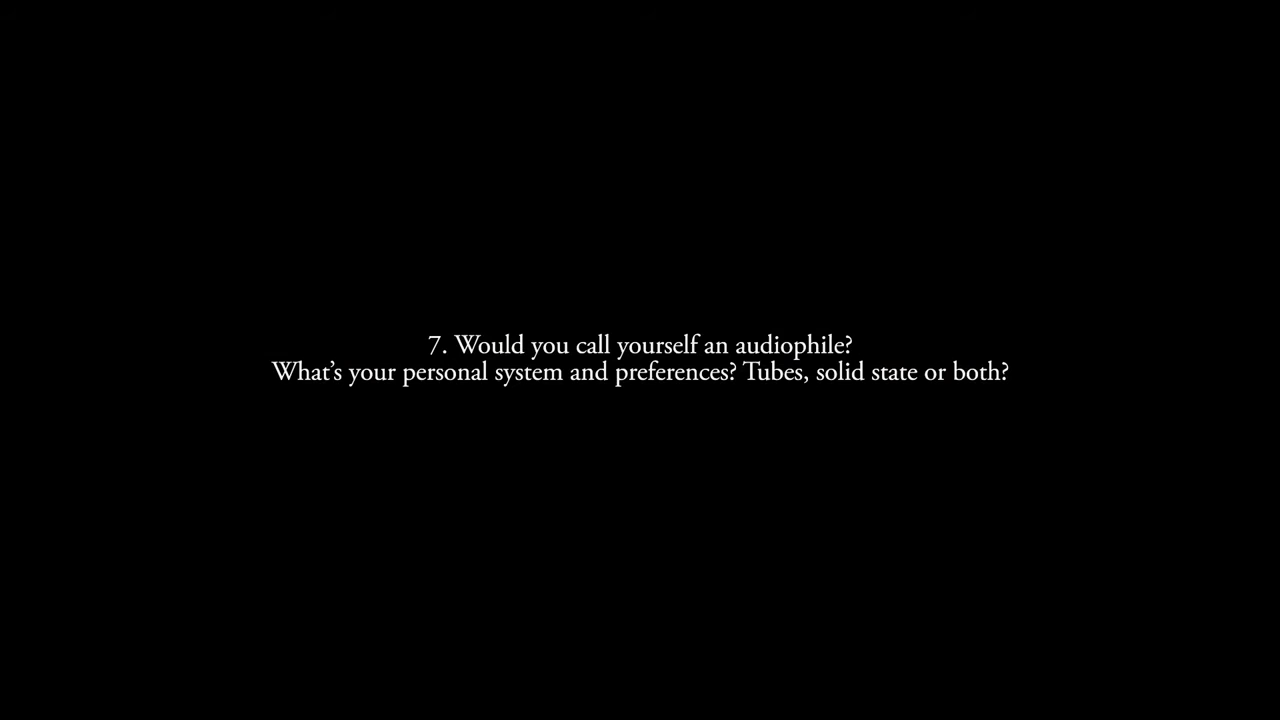 7. Would you call yourself an audiophile?
What’s your personal system and preferences? Tubes, solid state or both?